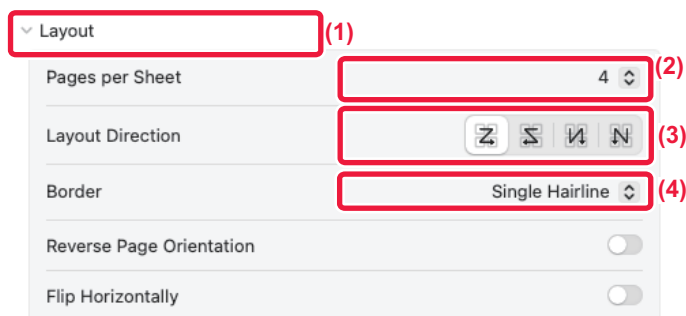 Layout (1)
Pages per Sheet 4 (2)
Layout Direction (3)
Border Single Hairline (4)
Reverse Page Orientation
Flip Horizontally